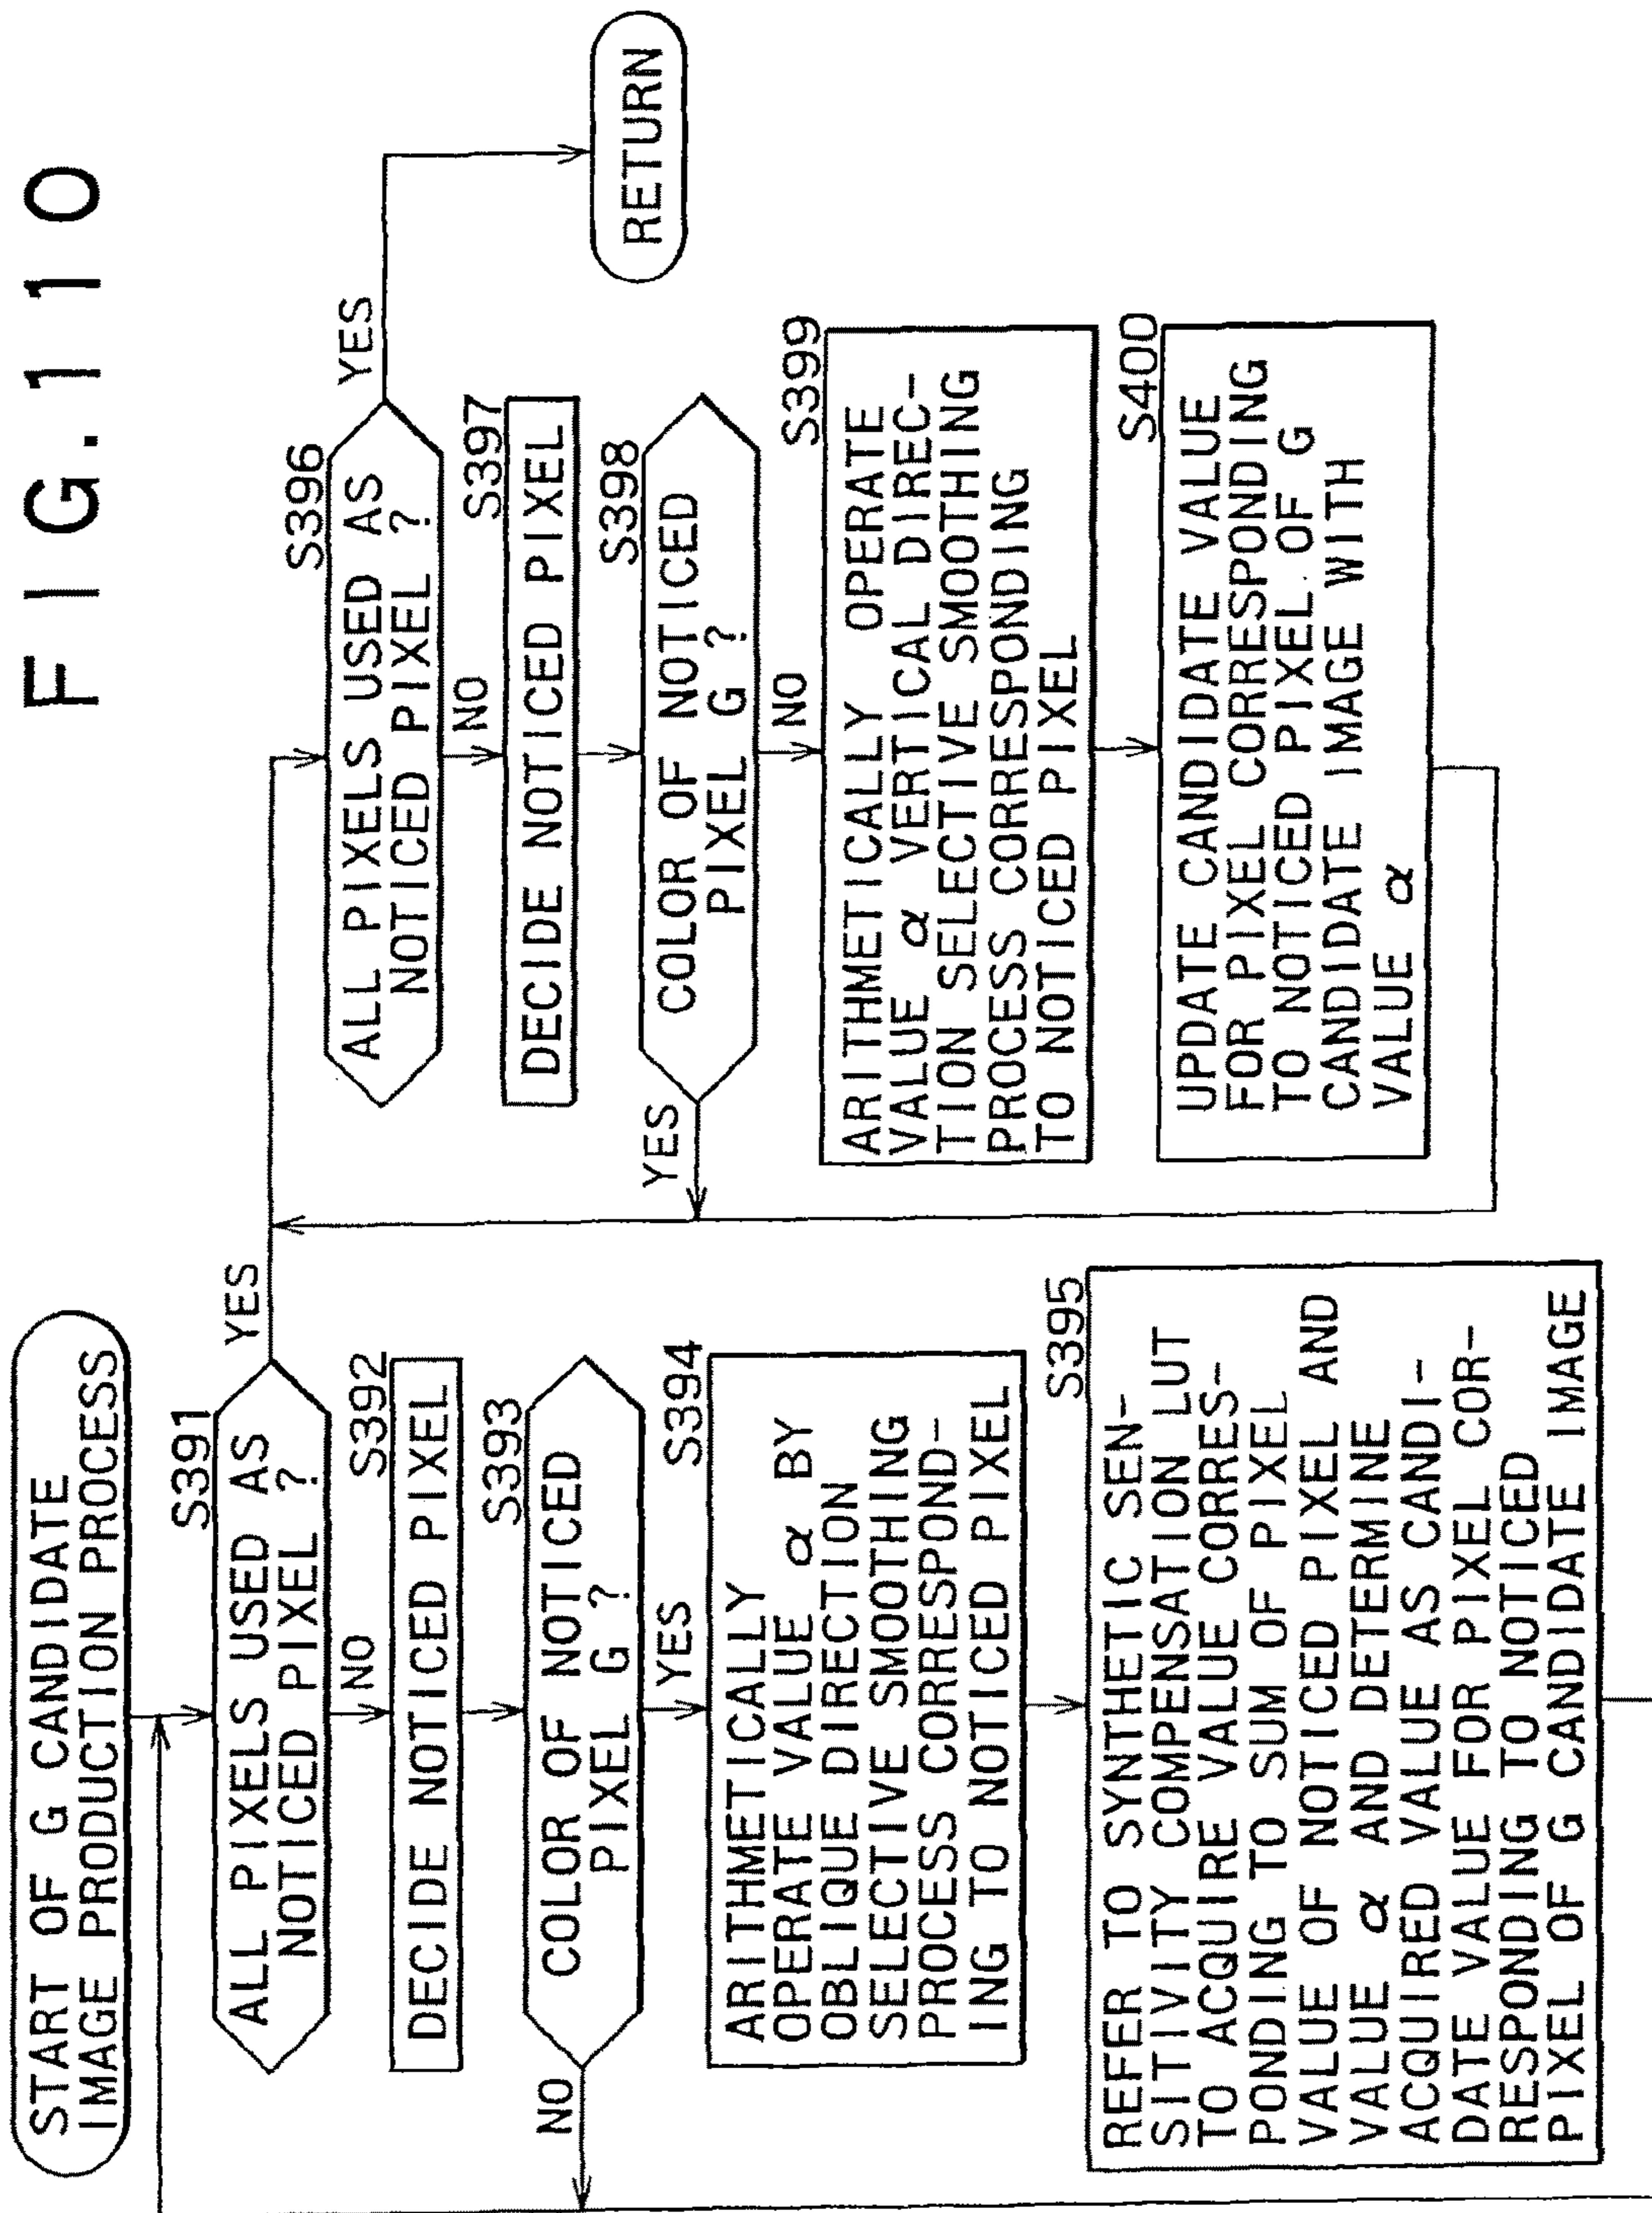 FIG.110
START OF G CANDIDATE
IMAGE PRODUCTION PROCESS
S391
ALL PIXELS USED AS
NOTICED PIXEL ?
YES
NO
S392
DECIDE NOTICED PIXEL
S393
COLOR OF NOTICED
PIXEL G ?
NO
YES
S394
ARITHMETICALLY
OPERATE VALUE α BY
OBLIQUE DIRECTION
SELECTIVE SMOOTHING
PROCESS CORRESPOND-
ING TO NOTICED PIXEL
S395
REFER TO SYNTHETIC SEN-
SITIVITY COMPENSATION LUT
TO ACQUIRE VALUE CORRES-
PONDING TO SUM OF PIXEL
VALUE OF NOTICED PIXEL AND
VALUE α AND DETERMINE
ACQUIRED VALUE AS CANDI-
DATE VALUE FOR PIXEL COR-
RESPONDING TO NOTICED
PIXEL OF G CANDIDATE IMAGE
S396
ALL PIXELS USED AS
NOTICED PIXEL ?
YES
NO
S397
DECIDE NOTICED PIXEL
S398
COLOR OF NOTICED
PIXEL G ?
YES
NO
S399
ARITHMETICALLY OPERATE
VALUE α VERTICAL DIREC-
TION SELECTIVE SMOOTHING
PROCESS CORRESPONDING
TO NOTICED PIXEL
S400
UPDATE CANDIDATE VALUE
FOR PIXEL CORRESPONDING
TO NOTICED PIXEL OF G
CANDIDATE IMAGE WITH
VALUE α
RETURN